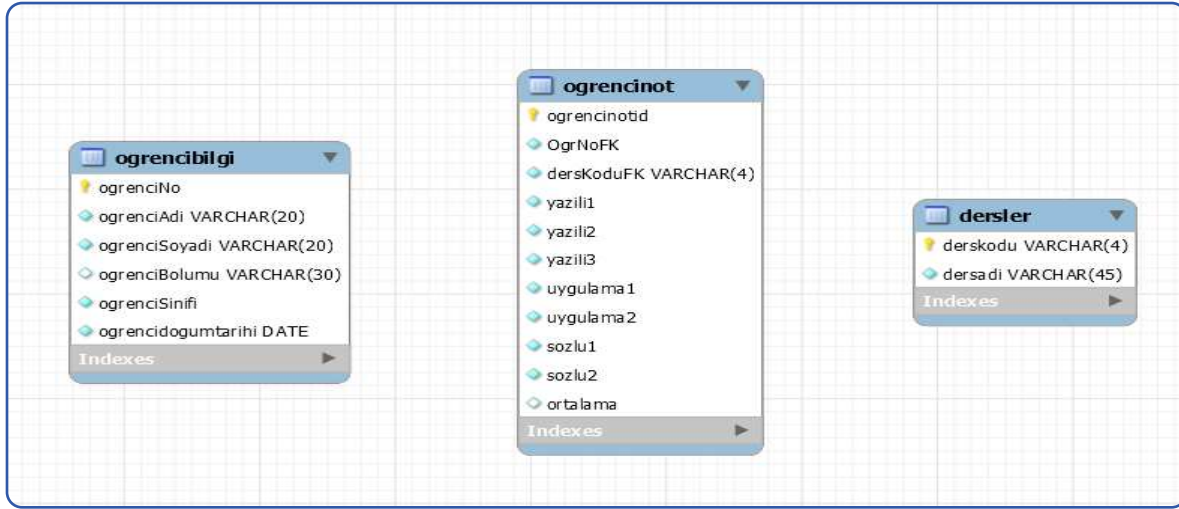 ogrencibilgi
ogrenciNo
ogrenciAdi VARCHAR(20)
ogrenciSoyadi VARCHAR(20)
ogrenciBolumu VARCHAR(30)
ogrenciSinifi
ogrencidogumtarihi DATE
Indexes
ogrencinot
ogrencinotid
OgrNoFK
dersKoduFK VARCHAR(4)
yazili1
yazili2
yazili3
uygulama1
uygulama2
sozlu1
sozlu2
ortalama
Indexes
dersler
derskodu VARCHAR(4)
dersadi VARCHAR(45)
Indexes